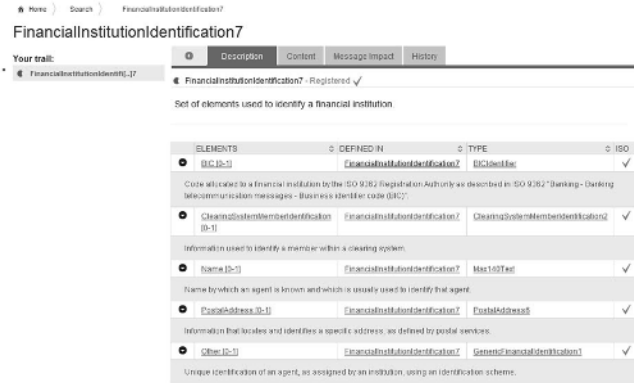 Home
Search
FinancialInstitutionIdentification7
FinancialInstitutionIdentification7
Your trail:
FinancialInstitutionIdentifi[..]7
Description
Content
Message Impact
History
FinancialInstitutionIdentification7 - Registered
Set of elements used to identify a financial institution
ELEMENTS
DEFINED IN
TYPE
ISO
BIC [0-1]
FinancialInstitutionIdentification7
BICIdentifier
Code allocated to a financial institution by the ISO 9362 Registration Authority as described in ISO 9362 "Banking - Banking
telecommunication messages - Business identifier code (BIC)".
ClearingSystemMemberIdentification
[0-1]
FinancialInstitutionIdentification7
ClearingSystemMemberIdentification2
Information used to identify a member within a clearing system.
Name [0-1]
FinancialInstitutionIdentification7
Max140Text
Name by which an agent is known and which is usually used to identify that agent.
PostalAddress [0-1]
FinancialInstitutionIdentification7
PostalAddress6
Information that locates and identifies a specific address, as defined by postal services.
Other [0-1]
FinancialInstitutionIdentification7
GenericFinancialIdentification1
Unique identification of an agent, as assigned by an institution, using an identification scheme.